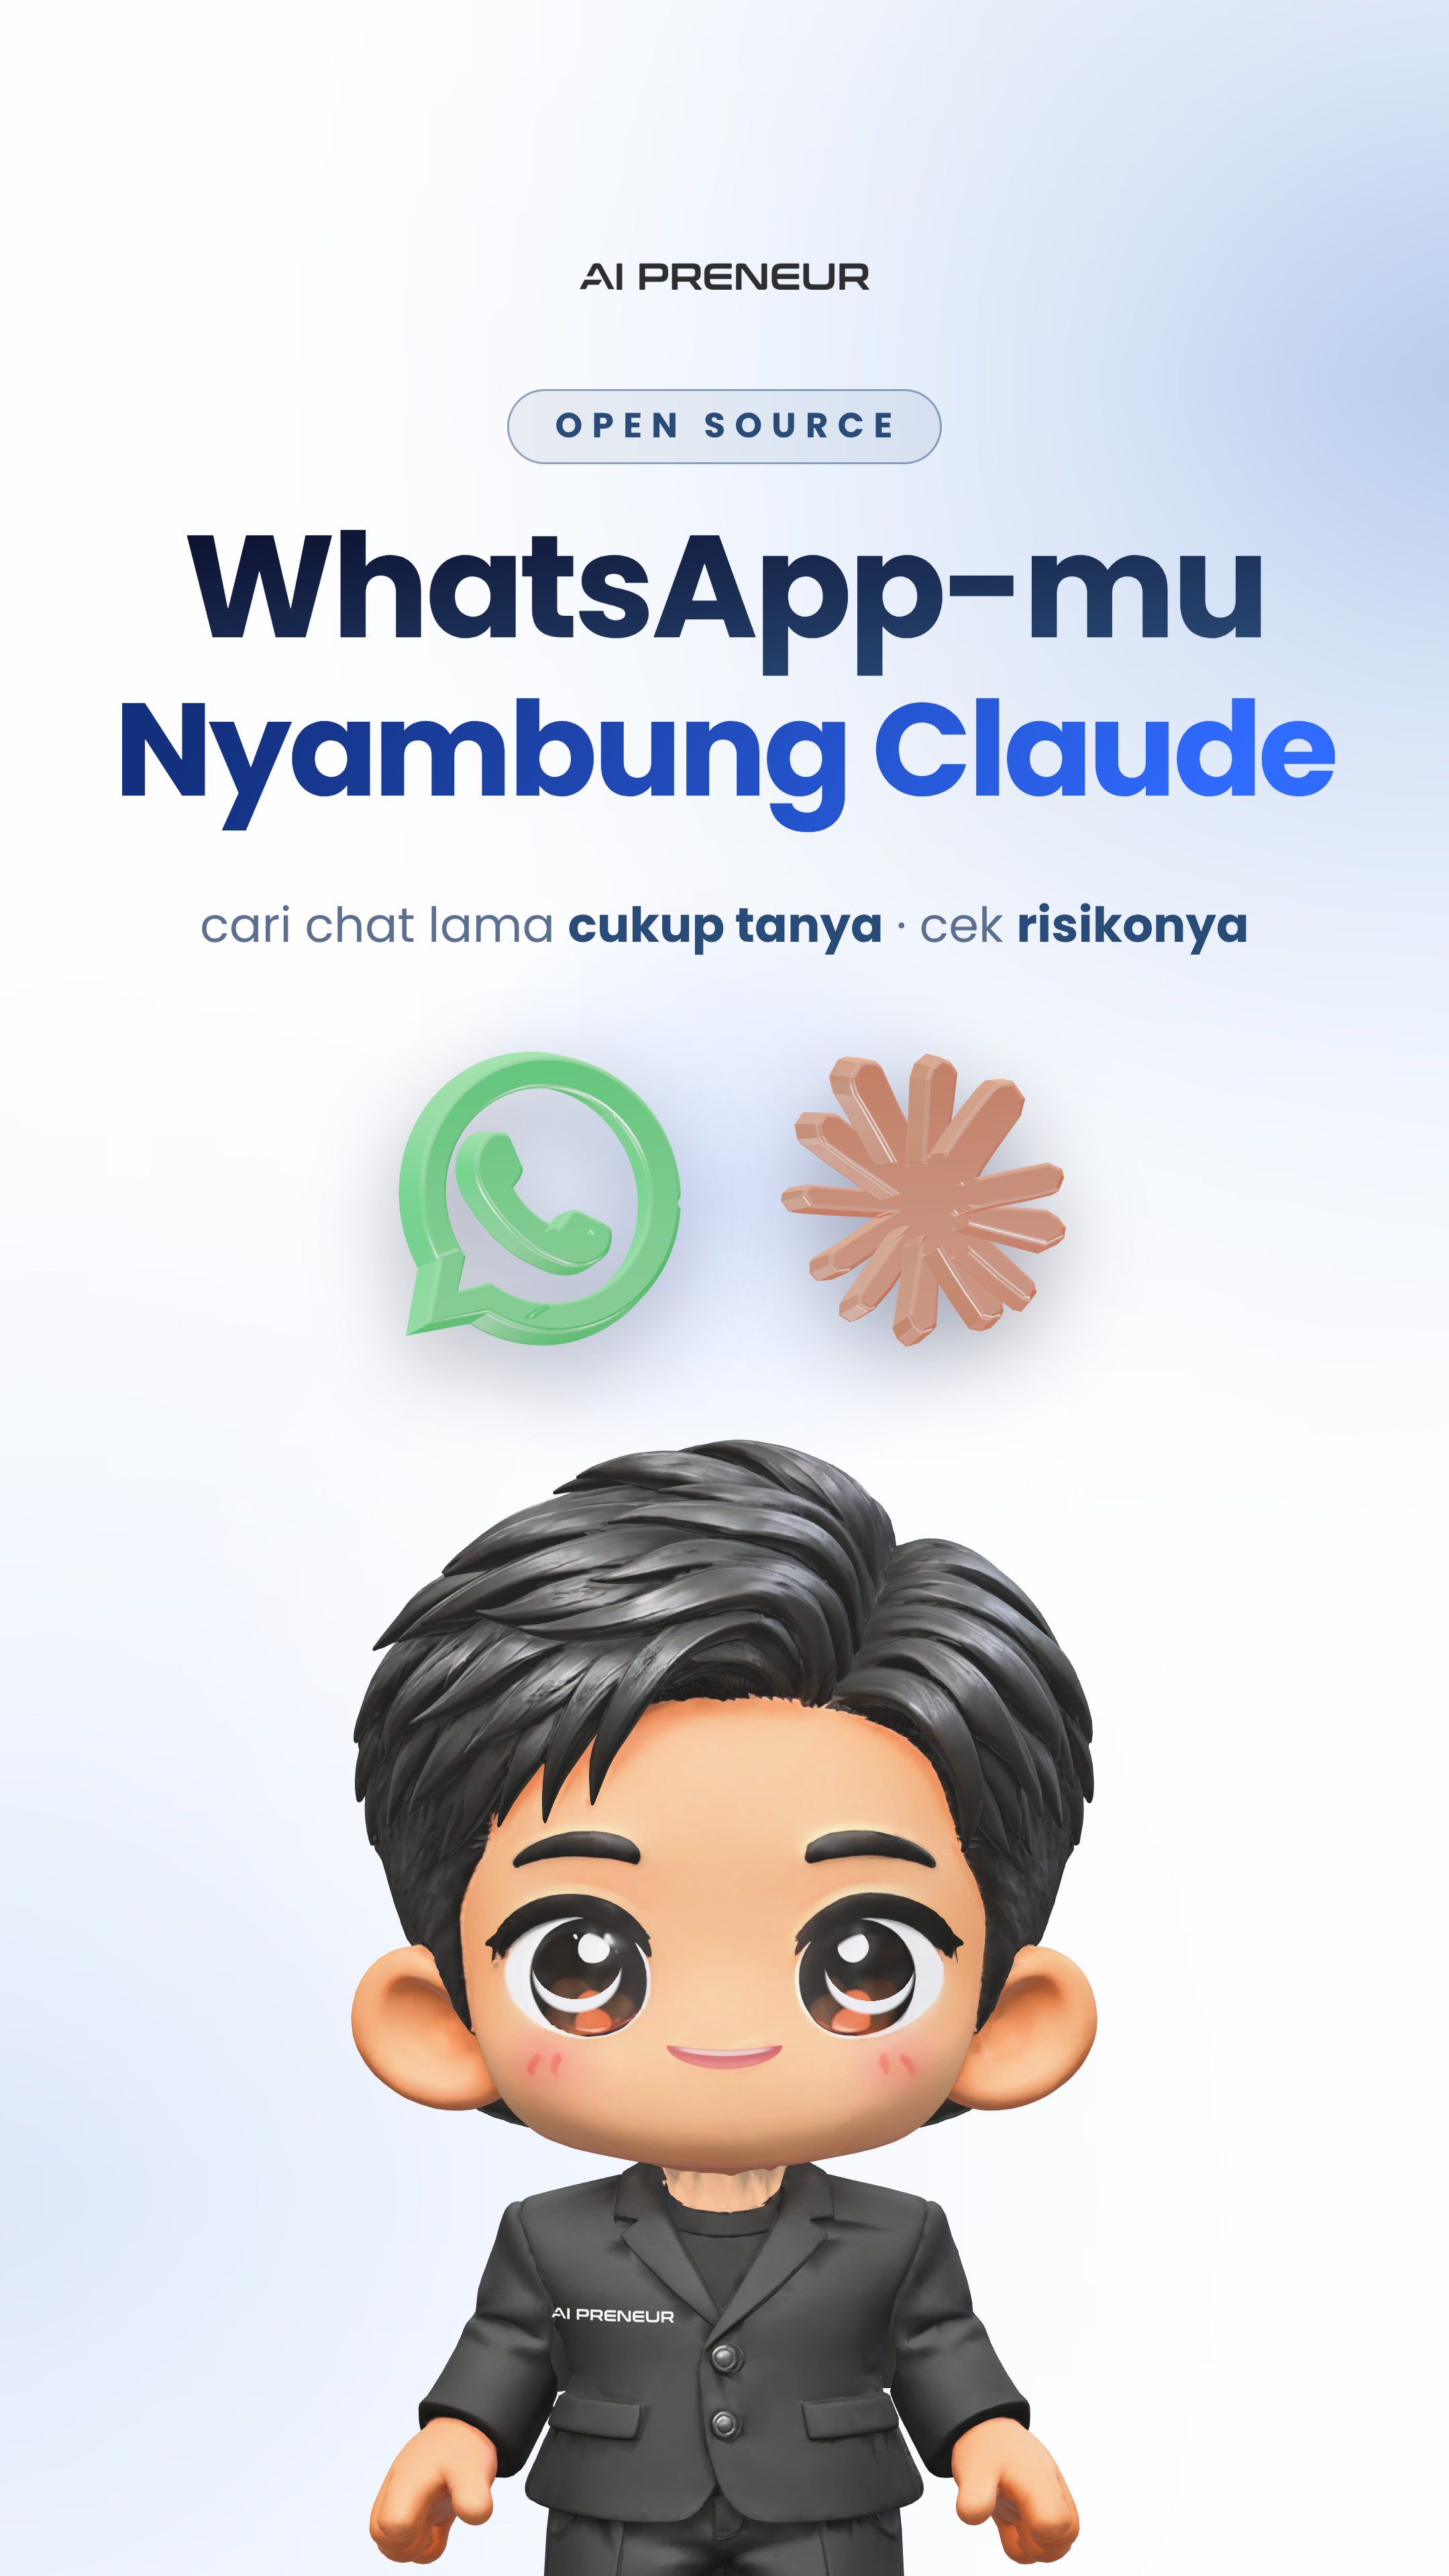 AI PRENEUR
OPEN SOURCE
WhatsApp-mu
Nyambung Claude
cari chat lama cukup tanya · cek risikonya
AI PRENEUR